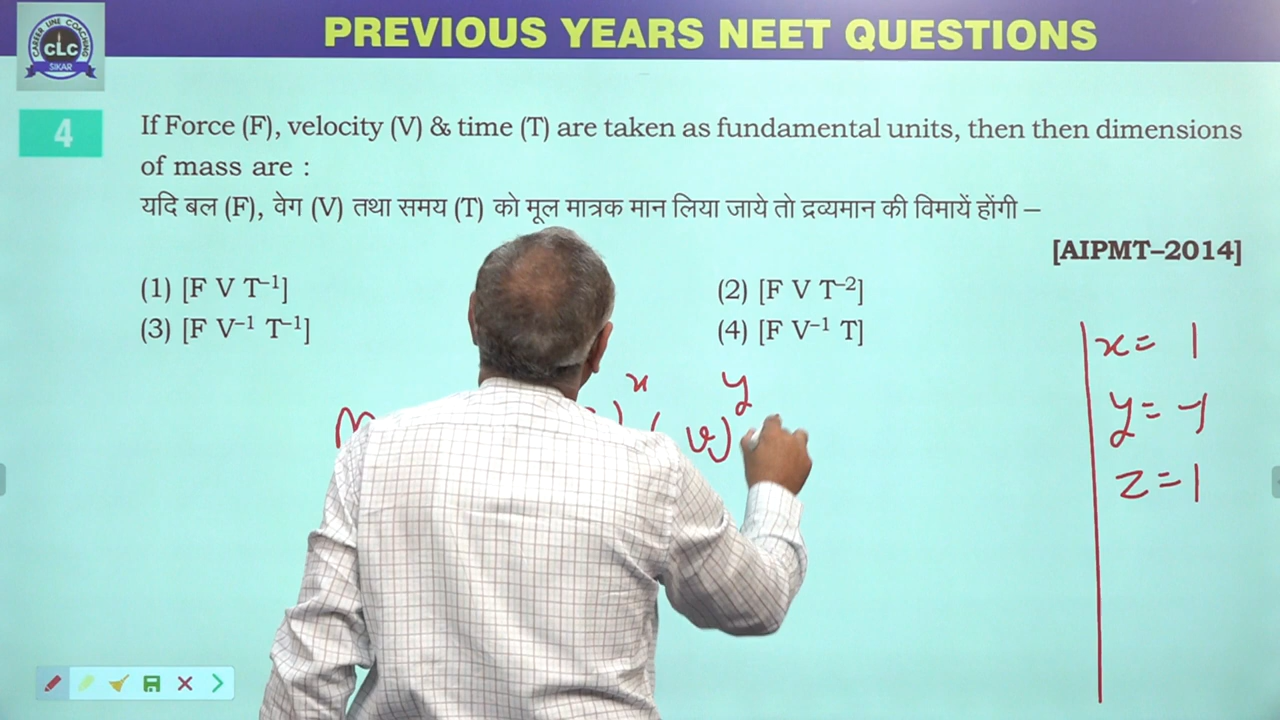 PREVIOUS YEARS NEET QUESTIONS
CAREER LINE COACHING
CLC
SIKAR
4
If Force (F), velocity (V) & time (T) are taken as fundamental units, then then dimensions
of mass are :
यदि बल (F), वेग (V) तथा समय (T) को मूल मात्रक मान लिया जाये तो द्रव्यमान की विमायें होंगी –
[AIPMT–2014]
(1) [F V T⁻¹]
(2) [F V T⁻²]
(3) [F V⁻¹ T⁻¹]
(4) [F V⁻¹ T]
)ˣ (v)ʸ
x = 1
y = -1
z = 1